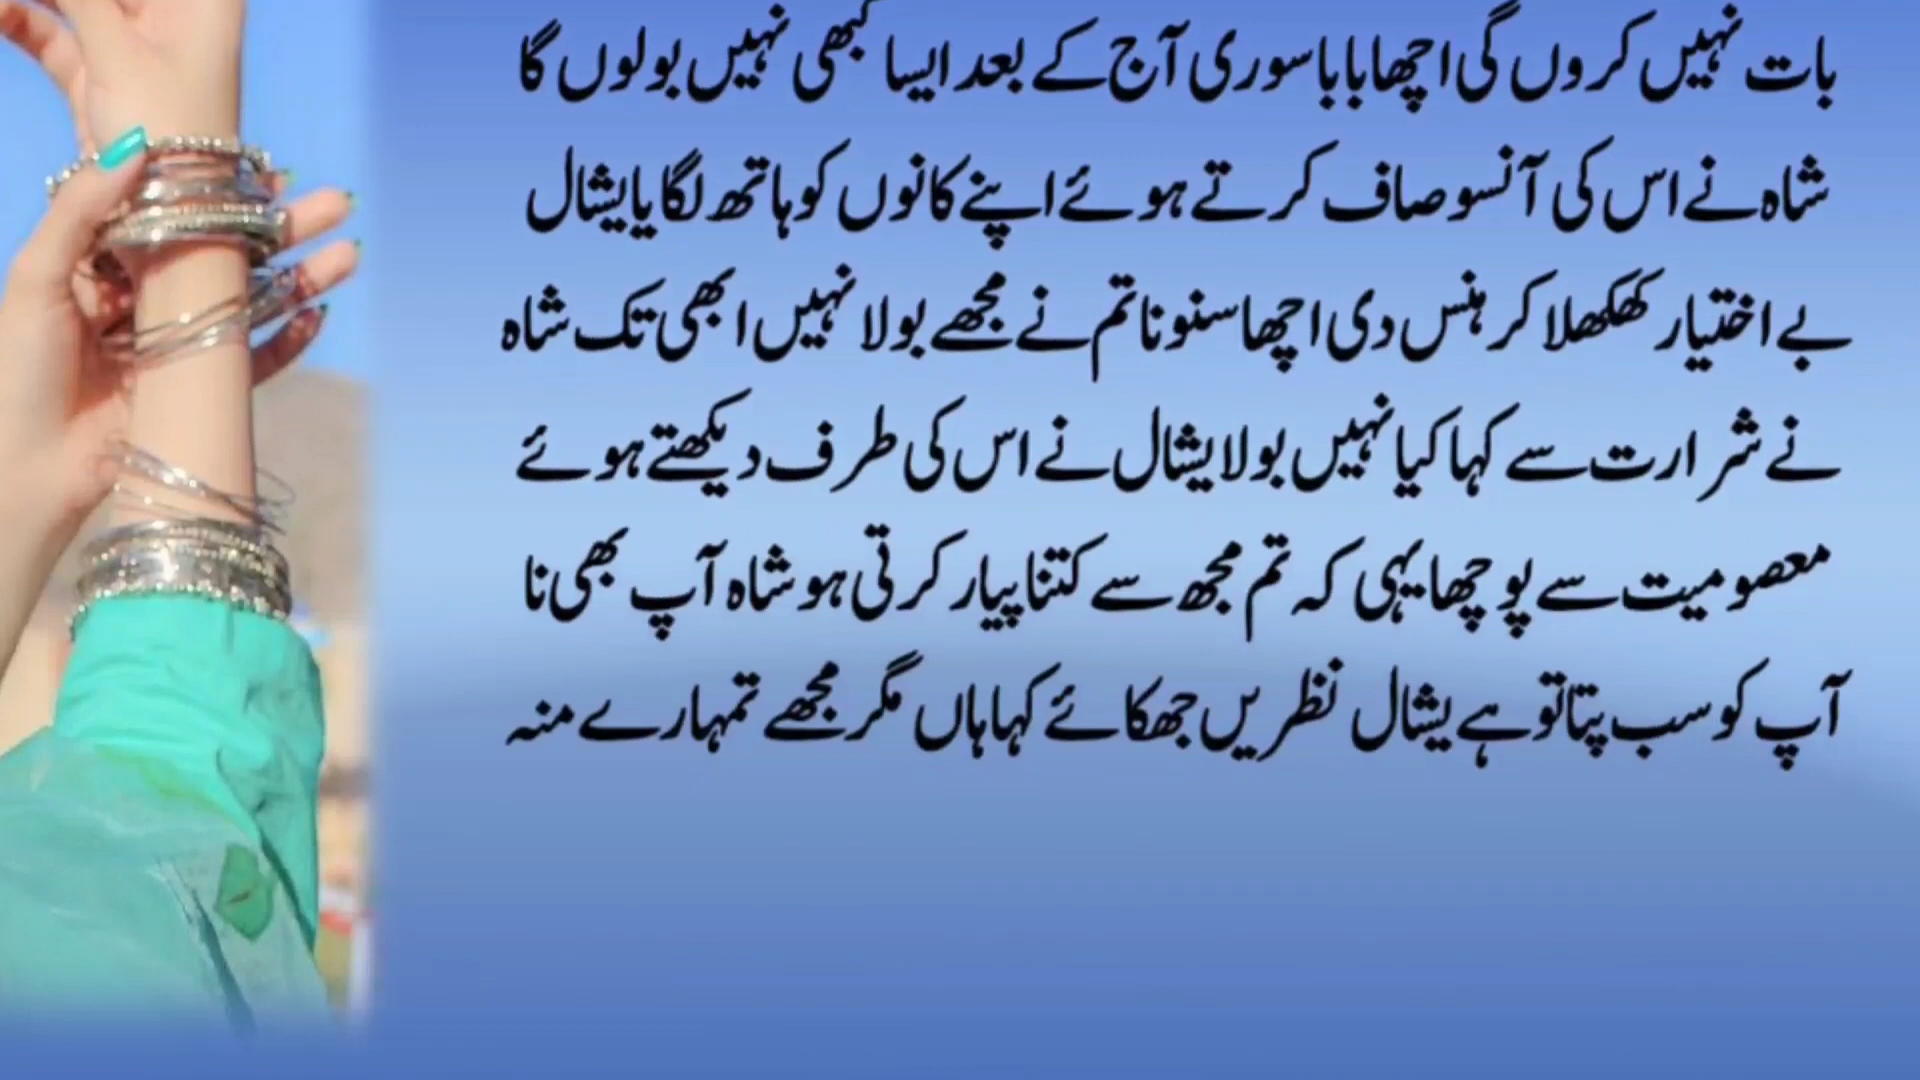 بات نہیں کروں گی اچھا بابا سوری آج کے بعد ایسا کبھی نہیں بولوں گا
شاہ نے اس کی آنسو صاف کرتے ہوئے اپنے کانوں کو ہاتھ لگایا یشال
بے اختیار کھکھلا کر ہنس دی اچھا سنو نا تم نے مجھے بولا نہیں ابھی تک شاہ
نے شرارت سے کہا کیا نہیں بولا یشال نے اس کی طرف دیکھتے ہوئے
معصومیت سے پوچھا یہی کہ تم مجھ سے کتنا پیار کرتی ہو شاہ آپ بھی نا
آپ کو سب پتا تو ہے یشال نظریں جھکائے کہا ہاں مگر مجھے تمہارے منہ